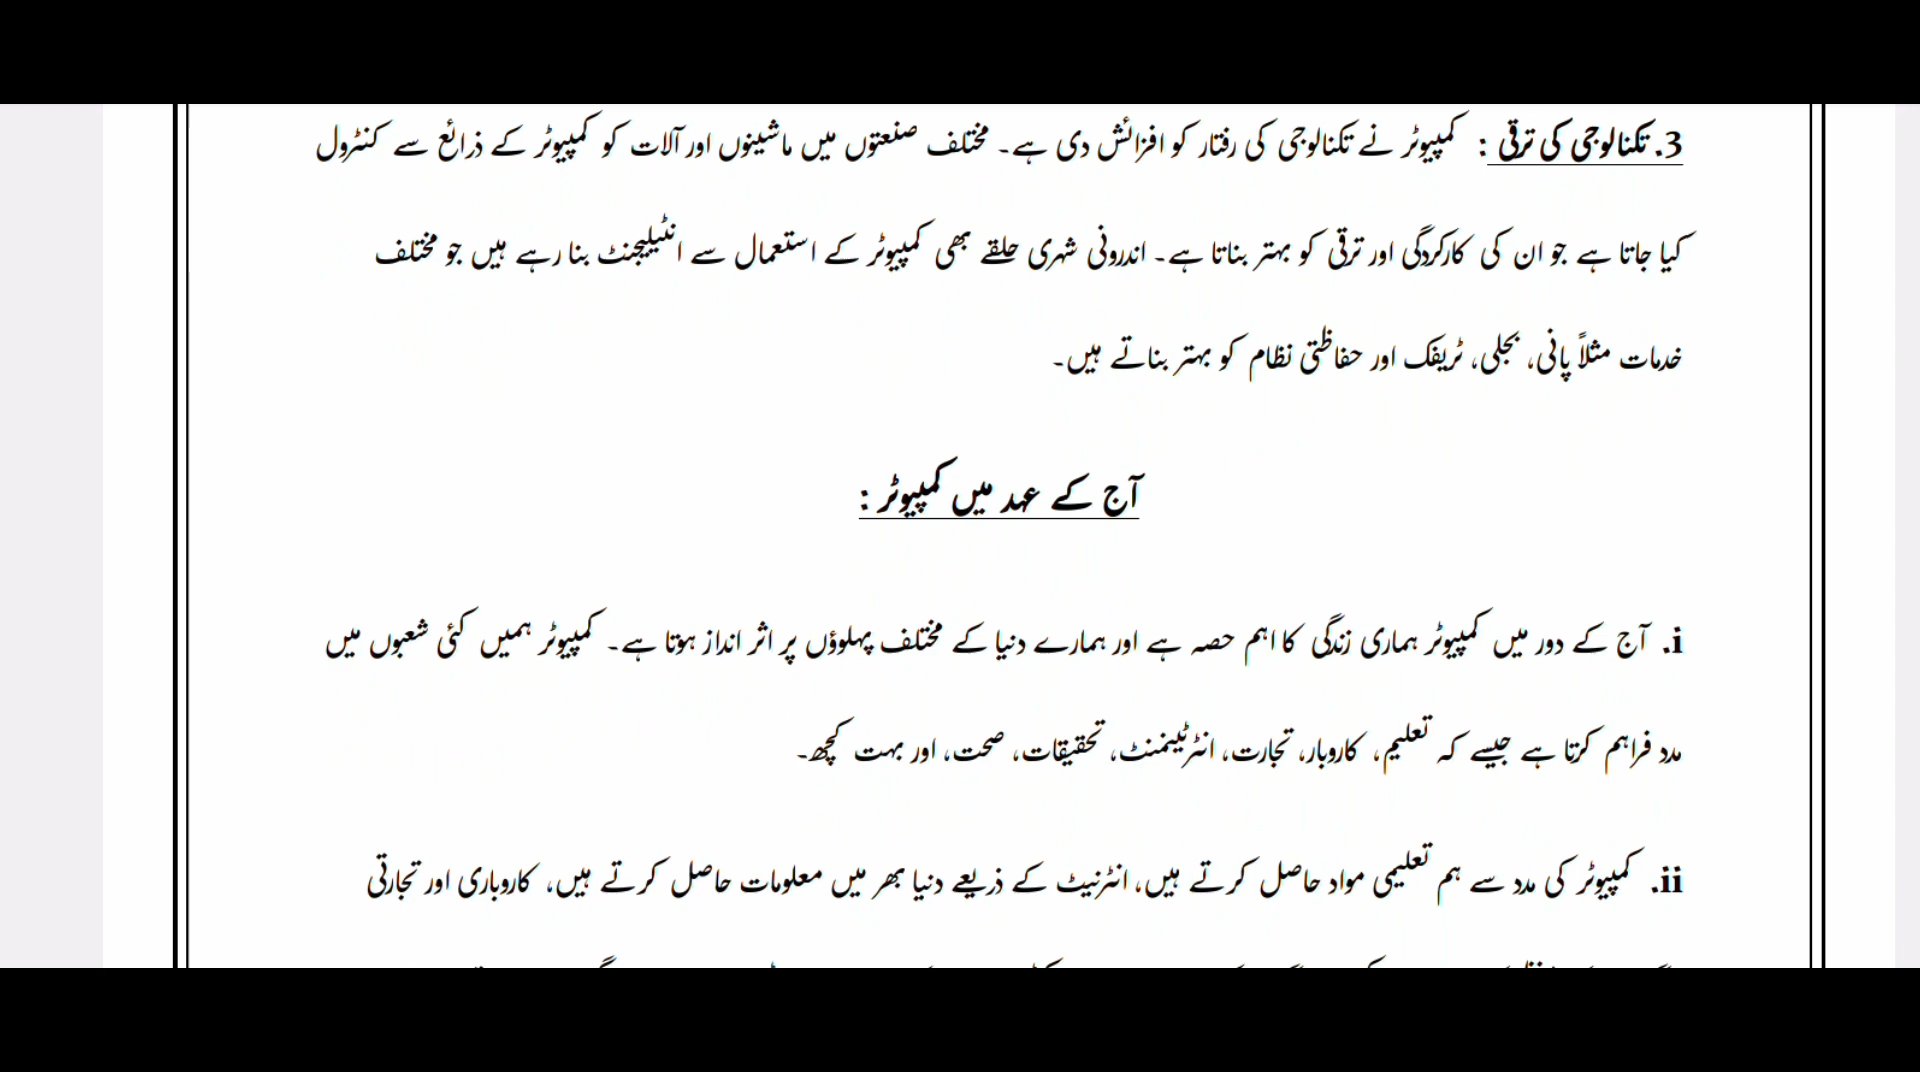 3. تکنالوجی کی ترقی : کمپیوٹر نے تکنالوجی کی رفتار کو افزائش دی ہے۔ مختلف صنعتوں میں ماشینوں اور آلات کو کمپیوٹر کے ذرائع سے کنٹرول
کیا جاتا ہے جو ان کی کارکردگی اور ترقی کو بہتر بناتا ہے۔ اندرونی شہری حلقے بھی کمپیوٹر کے استعمال سے انٹیلیجنٹ بنا رہے ہیں جو مختلف
خدمات مثلاً پانی، بجلی، ٹریفک اور حفاظتی نظام کو بہتر بناتے ہیں۔
آج کے عہد میں کمپیوٹر :
i. آج کے دور میں کمپیوٹر ہماری زندگی کا اہم حصہ ہے اور ہمارے دنیا کے مختلف پہلوؤں پر اثر انداز ہوتا ہے۔ کمپیوٹر ہمیں کئی شعبوں میں
مدد فراہم کرتا ہے جیسے کہ تعلیم، کاروبار، تجارت، انٹرٹینمنٹ، تحقیقات، صحت، اور بہت کچھ۔
ii. کمپیوٹر کی مدد سے ہم تعلیمی مواد حاصل کرتے ہیں، انٹرنیٹ کے ذریعے دنیا بھر میں معلومات حاصل کرتے ہیں، کاروباری اور تجارتی